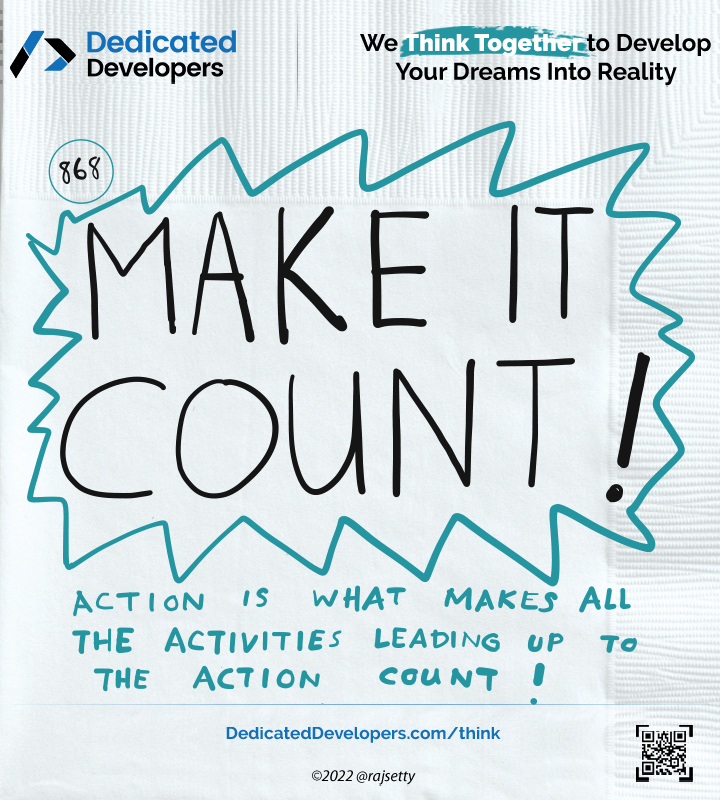 Dedicated
Developers
We Think Together to Develop
Your Dreams Into Reality
868
MAKE IT
COUNT!
ACTION IS WHAT MAKES ALL
THE ACTIVITIES LEADING UP TO
THE ACTION COUNT!
DedicatedDevelopers.com/think
©2022 @rajsetty